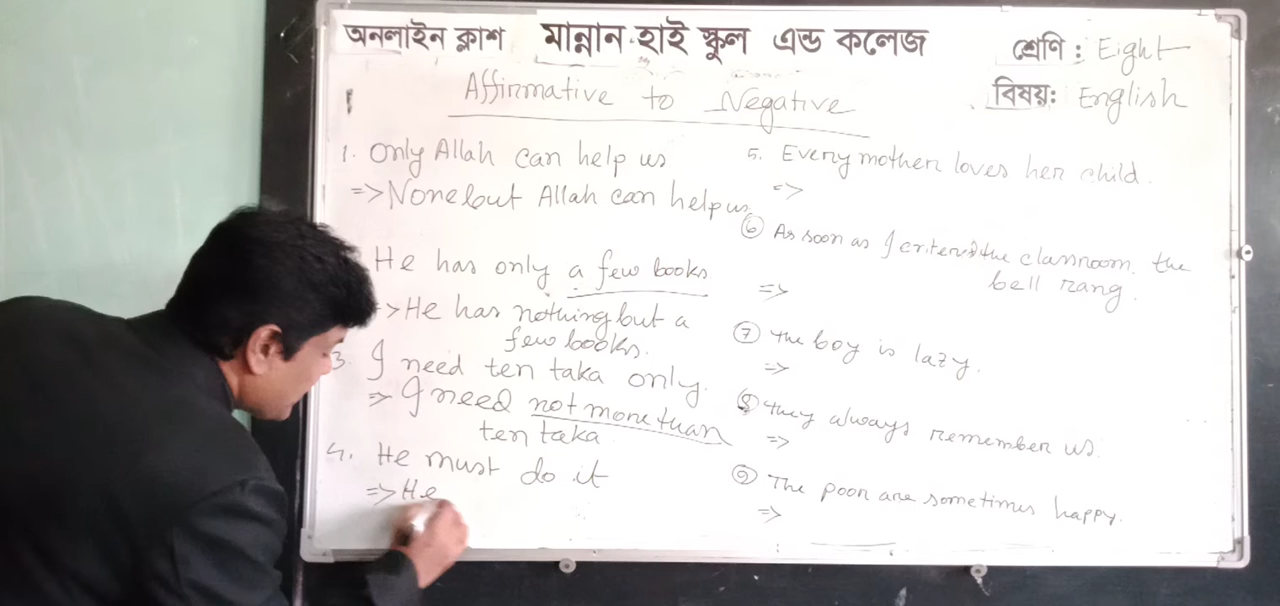 অনলাইন ক্লাশ মান্নান হাই স্কুল এন্ড কলেজ
শ্রেণি : Eight
বিষয়: English
Affirmative to Negative
1. Only Allah can help us
=> None but Allah can help us
He has only a few books
=> He has nothing but a
few books.
3. I need ten taka only.
=> I need not more than
ten taka
4. He must do it
=> He
5. Every mother loves her child.
=>
6 As soon as I the classroom, the
bell rang.
=>
7 The boy is lazy.
=>
8 They always remember us.
=>
9 The poor are sometimes happy.
=>